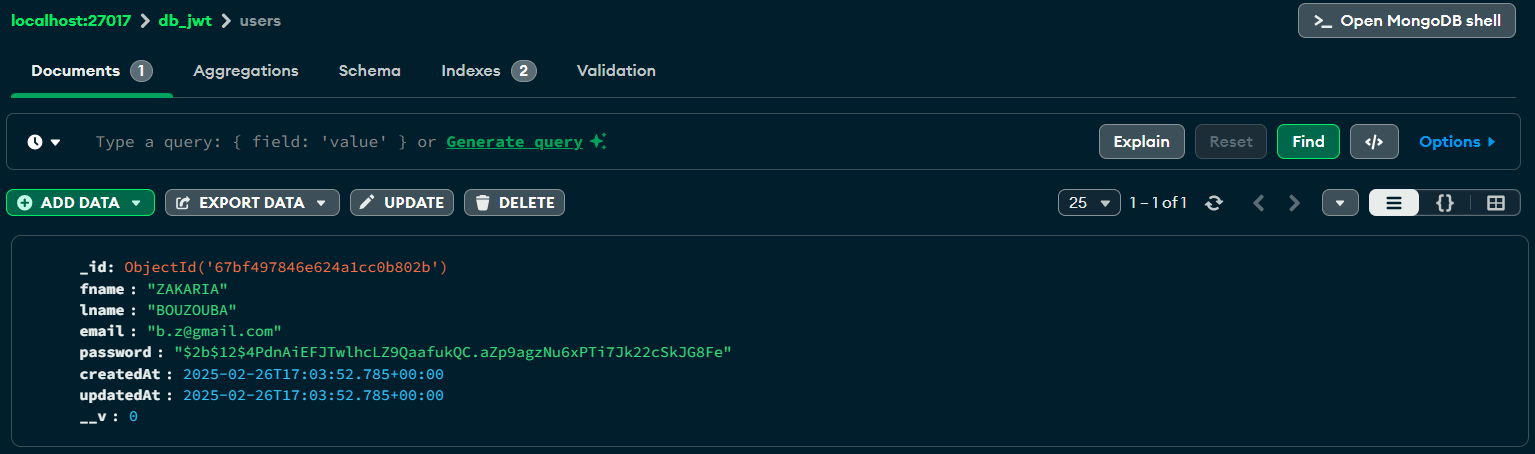 localhost:27017 > db_jwt > users
>_ Open MongoDB shell
Documents 1 Aggregations Schema Indexes 2 Validation
Type a query: { field: 'value' } or Generate query
Explain Reset Find </> Options
ADD DATA EXPORT DATA UPDATE DELETE 25 1 – 1 of 1 {}
_id: ObjectId('67bf497846e624a1cc0b802b')
fname : "ZAKARIA"
lname : "BOUZOUBA"
email : "b.z@gmail.com"
password : "$2b$12$4PdnAiEFJTwlhcLZ9QaafukQC.aZp9agzNu6xPTi7Jk22cSkJG8Fe"
createdAt : 2025-02-26T17:03:52.785+00:00
updatedAt : 2025-02-26T17:03:52.785+00:00
__v : 0